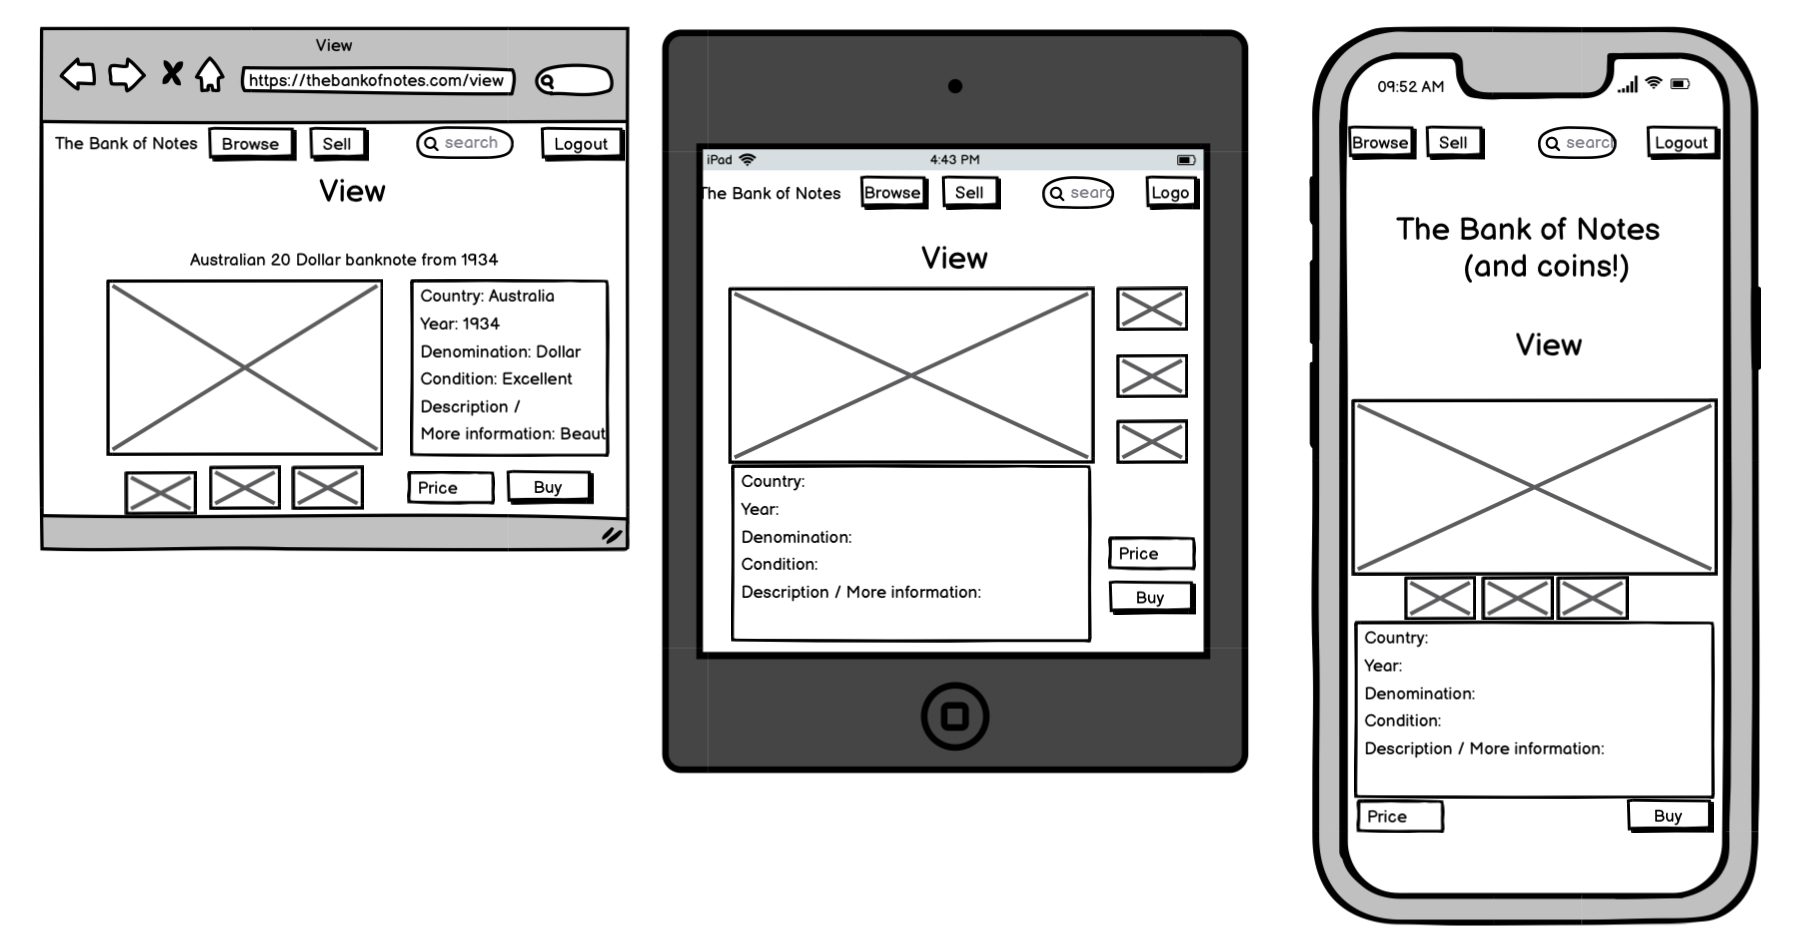 View
https://thebankofnotes.com/view
The Bank of Notes Browse Sell search Logout
View
Australian 20 Dollar banknote from 1934
Country: Australia
Year: 1934
Denomination: Dollar
Condition: Excellent
Description /
More information: Beaut
Price Buy
iPad 4:43 PM
The Bank of Notes Browse Sell searc Logo
View
Country:
Year:
Denomination:
Condition:
Description / More information:
Price
Buy
09:52 AM
Browse Sell searc Logout
The Bank of Notes
(and coins!)
View
Country:
Year:
Denomination:
Condition:
Description / More information:
Price Buy